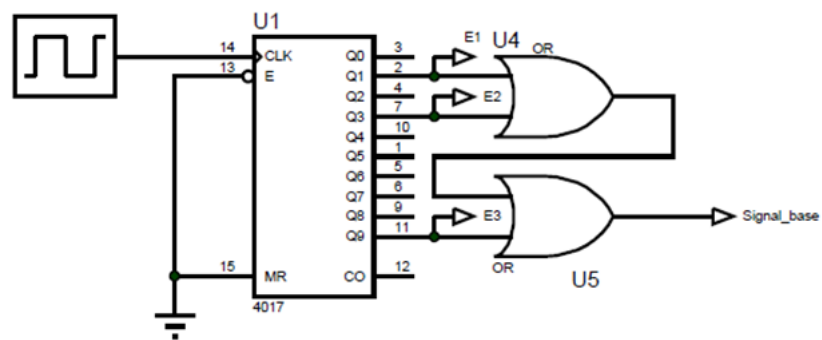 U1
14
CLK
13
E
15
MR
4017
Q0
3
Q1
2
Q2
4
Q3
7
Q4
10
Q5
1
Q6
5
Q7
6
Q8
9
Q9
11
CO
12
E1
U4
OR
E2
E3
OR
U5
Signal_base